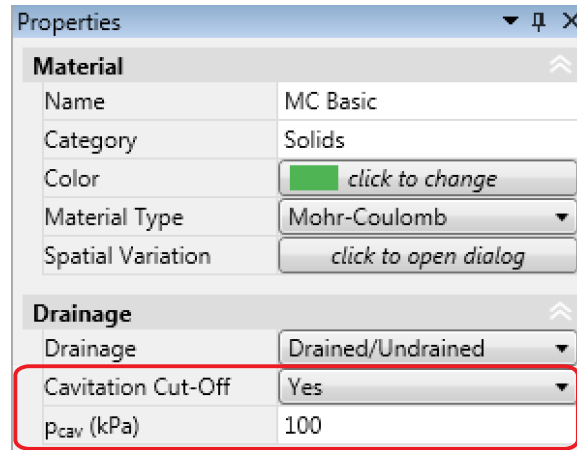 Properties
Material
Name MC Basic
Category Solids
Color click to change
Material Type Mohr-Coulomb
Spatial Variation click to open dialog
Drainage
Drainage Drained/Undrained
Cavitation Cut-Off Yes
pcav (kPa) 100